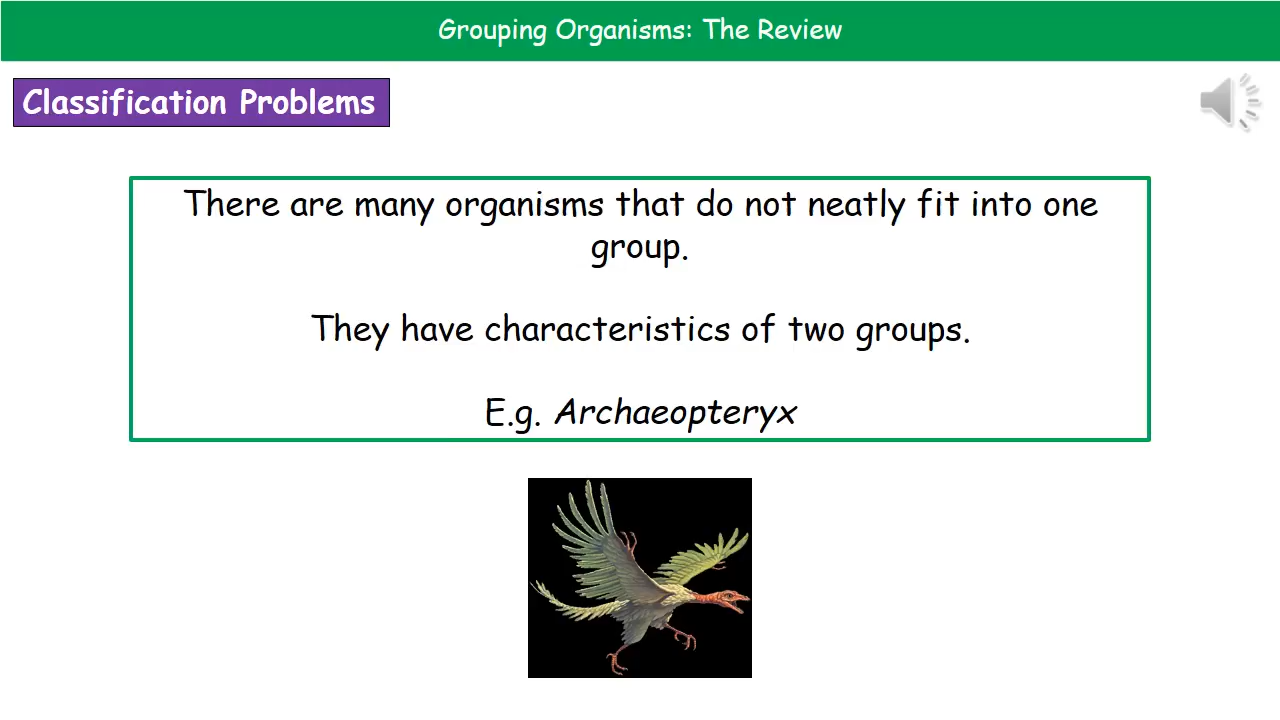 Grouping Organisms: The Review
Classification Problems
There are many organisms that do not neatly fit into one
group.
They have characteristics of two groups.
E.g. Archaeopteryx